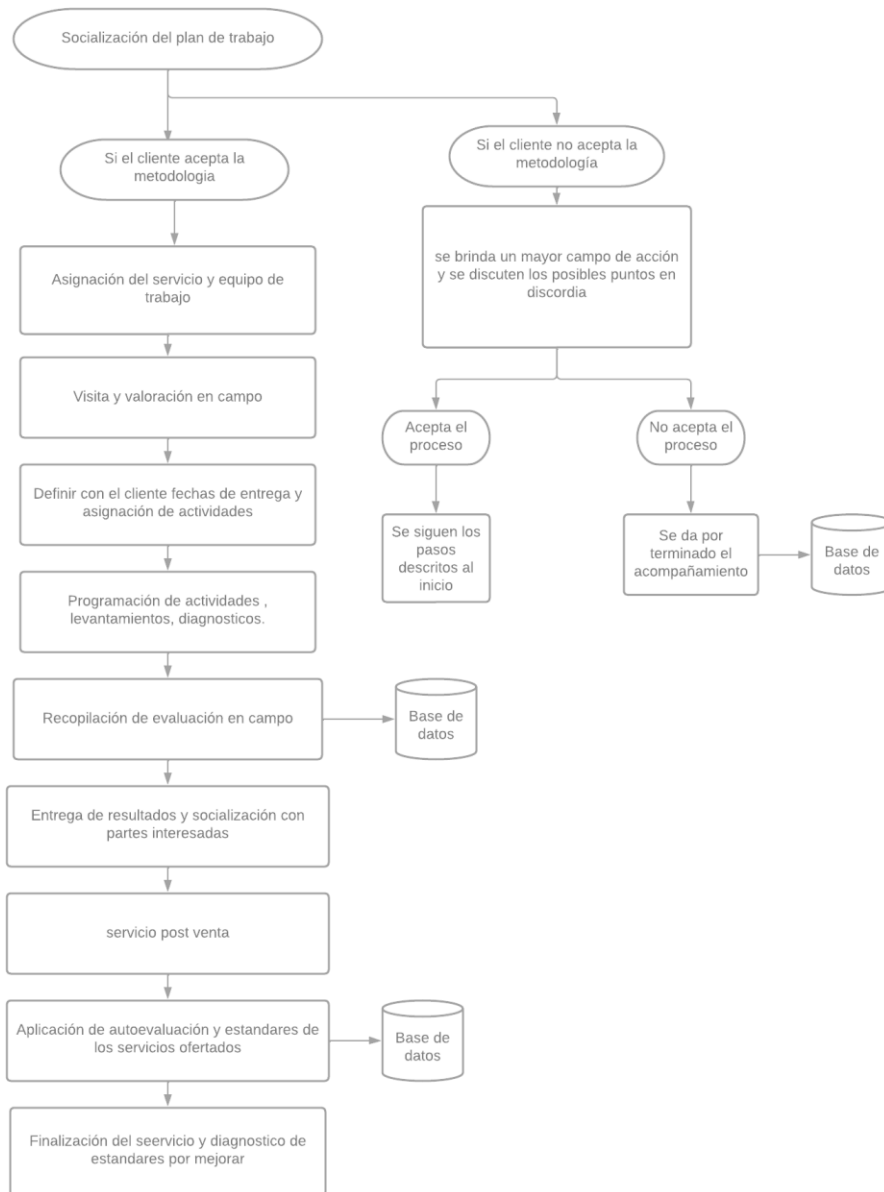 Socialización del plan de trabajo
Si el cliente acepta la
metodologia
Si el cliente no acepta la
metodología
Asignación del servicio y equipo de
trabajo
se brinda un mayor campo de acción
y se discuten los posibles puntos en
discordia
Visita y valoración en campo
Acepta el
proceso
No acepta el
proceso
Definir con el cliente fechas de entrega y
asignación de actividades
Se siguen los
pasos
descritos al
inicio
Se da por
terminado el
acompañamiento
Base de
datos
Programación de actividades ,
levantamientos, diagnosticos.
Recopilación de evaluación en campo
Base de
datos
Entrega de resultados y socialización con
partes interesadas
servicio post venta
Aplicación de autoevaluación y estandares de
los servicios ofertados
Base de
datos
Finalización del seervicio y diagnostico de
estandares por mejorar